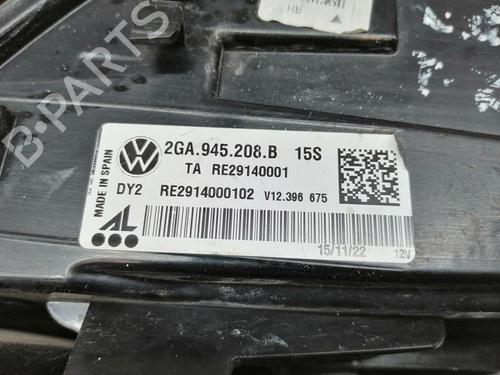 B-PARTS
RH
2GA.945.208.B 15S
TA RE29140001
DY2 RE2914000102 V12.396 675
MADE IN SPAIN
AL
15/11/22 12V